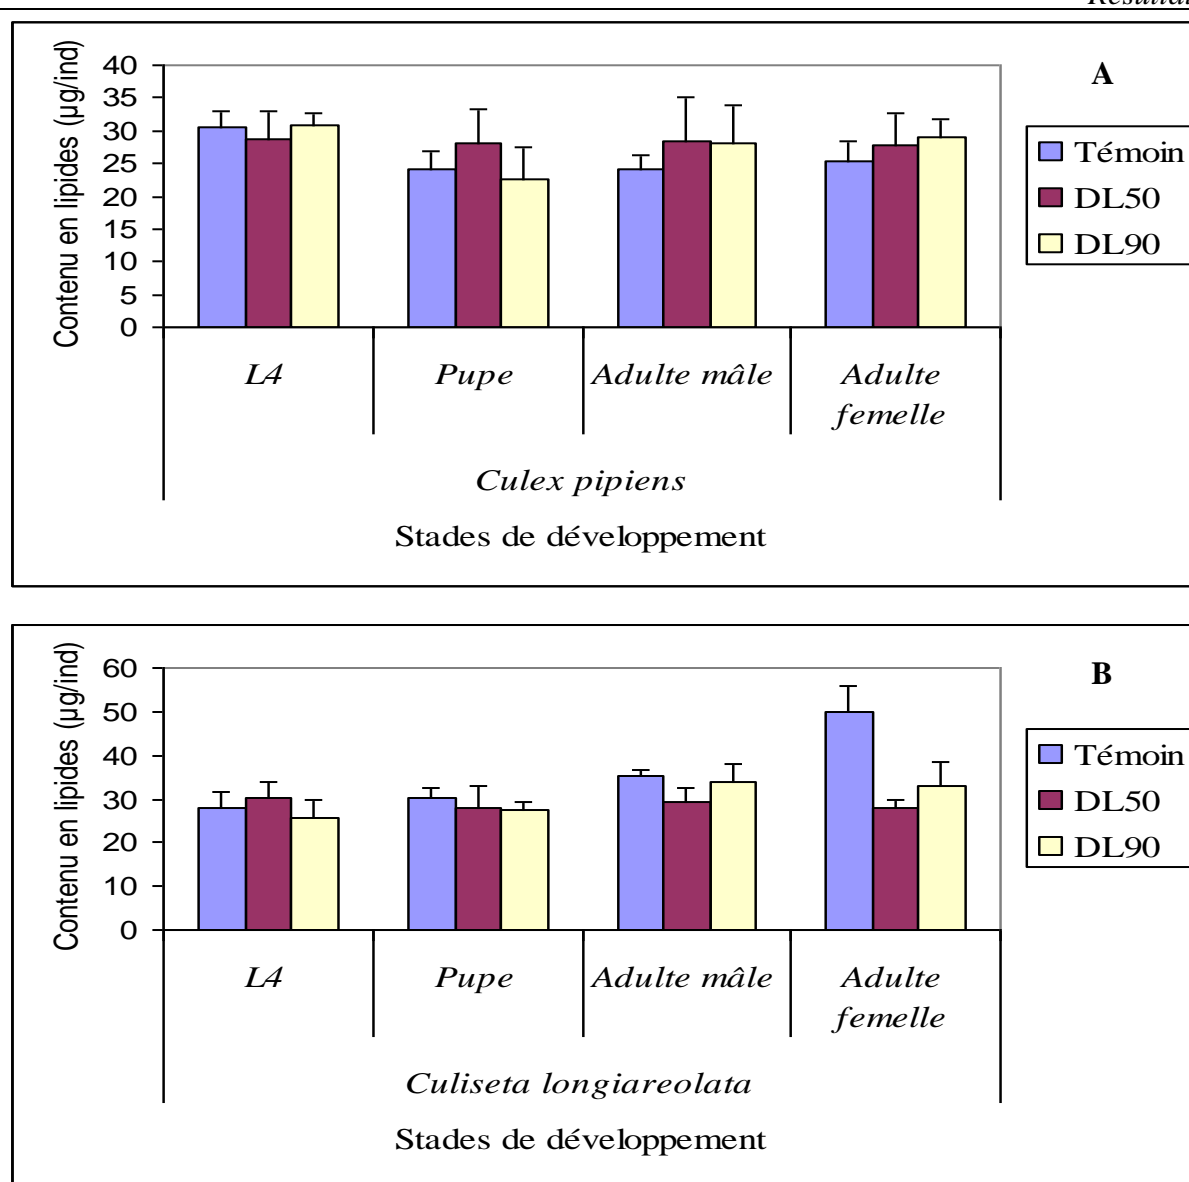 Contenu en lipides (µg/ind)
40
35
30
25
20
15
10
5
0
A
Témoin
DL50
DL90
L4 Pupe Adulte mâle Adulte
femelle
Culex pipiens
Stades de développement
Contenu en lipides (µg/ind)
60
50
40
30
20
10
0
B
Témoin
DL50
DL90
L4 Pupe Adulte mâle Adulte
femelle
Culiseta longiareolata
Stades de développement